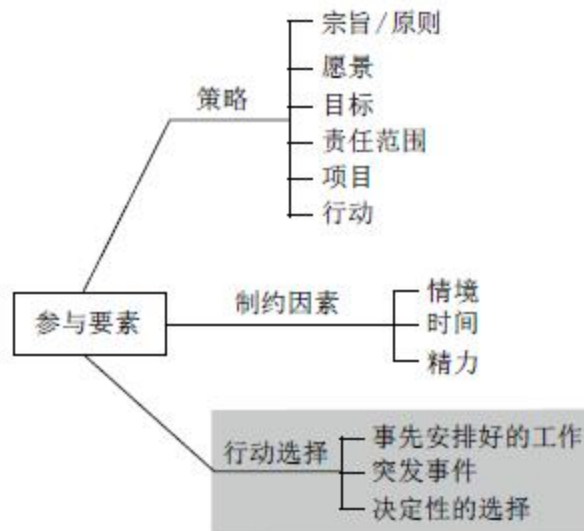 宗旨/原则
愿景
策略
目标
责任范围
项目
行动
参与要素
制约因素
情境
时间
精力
行动选择
事先安排好的工作
突发事件
决定性的选择